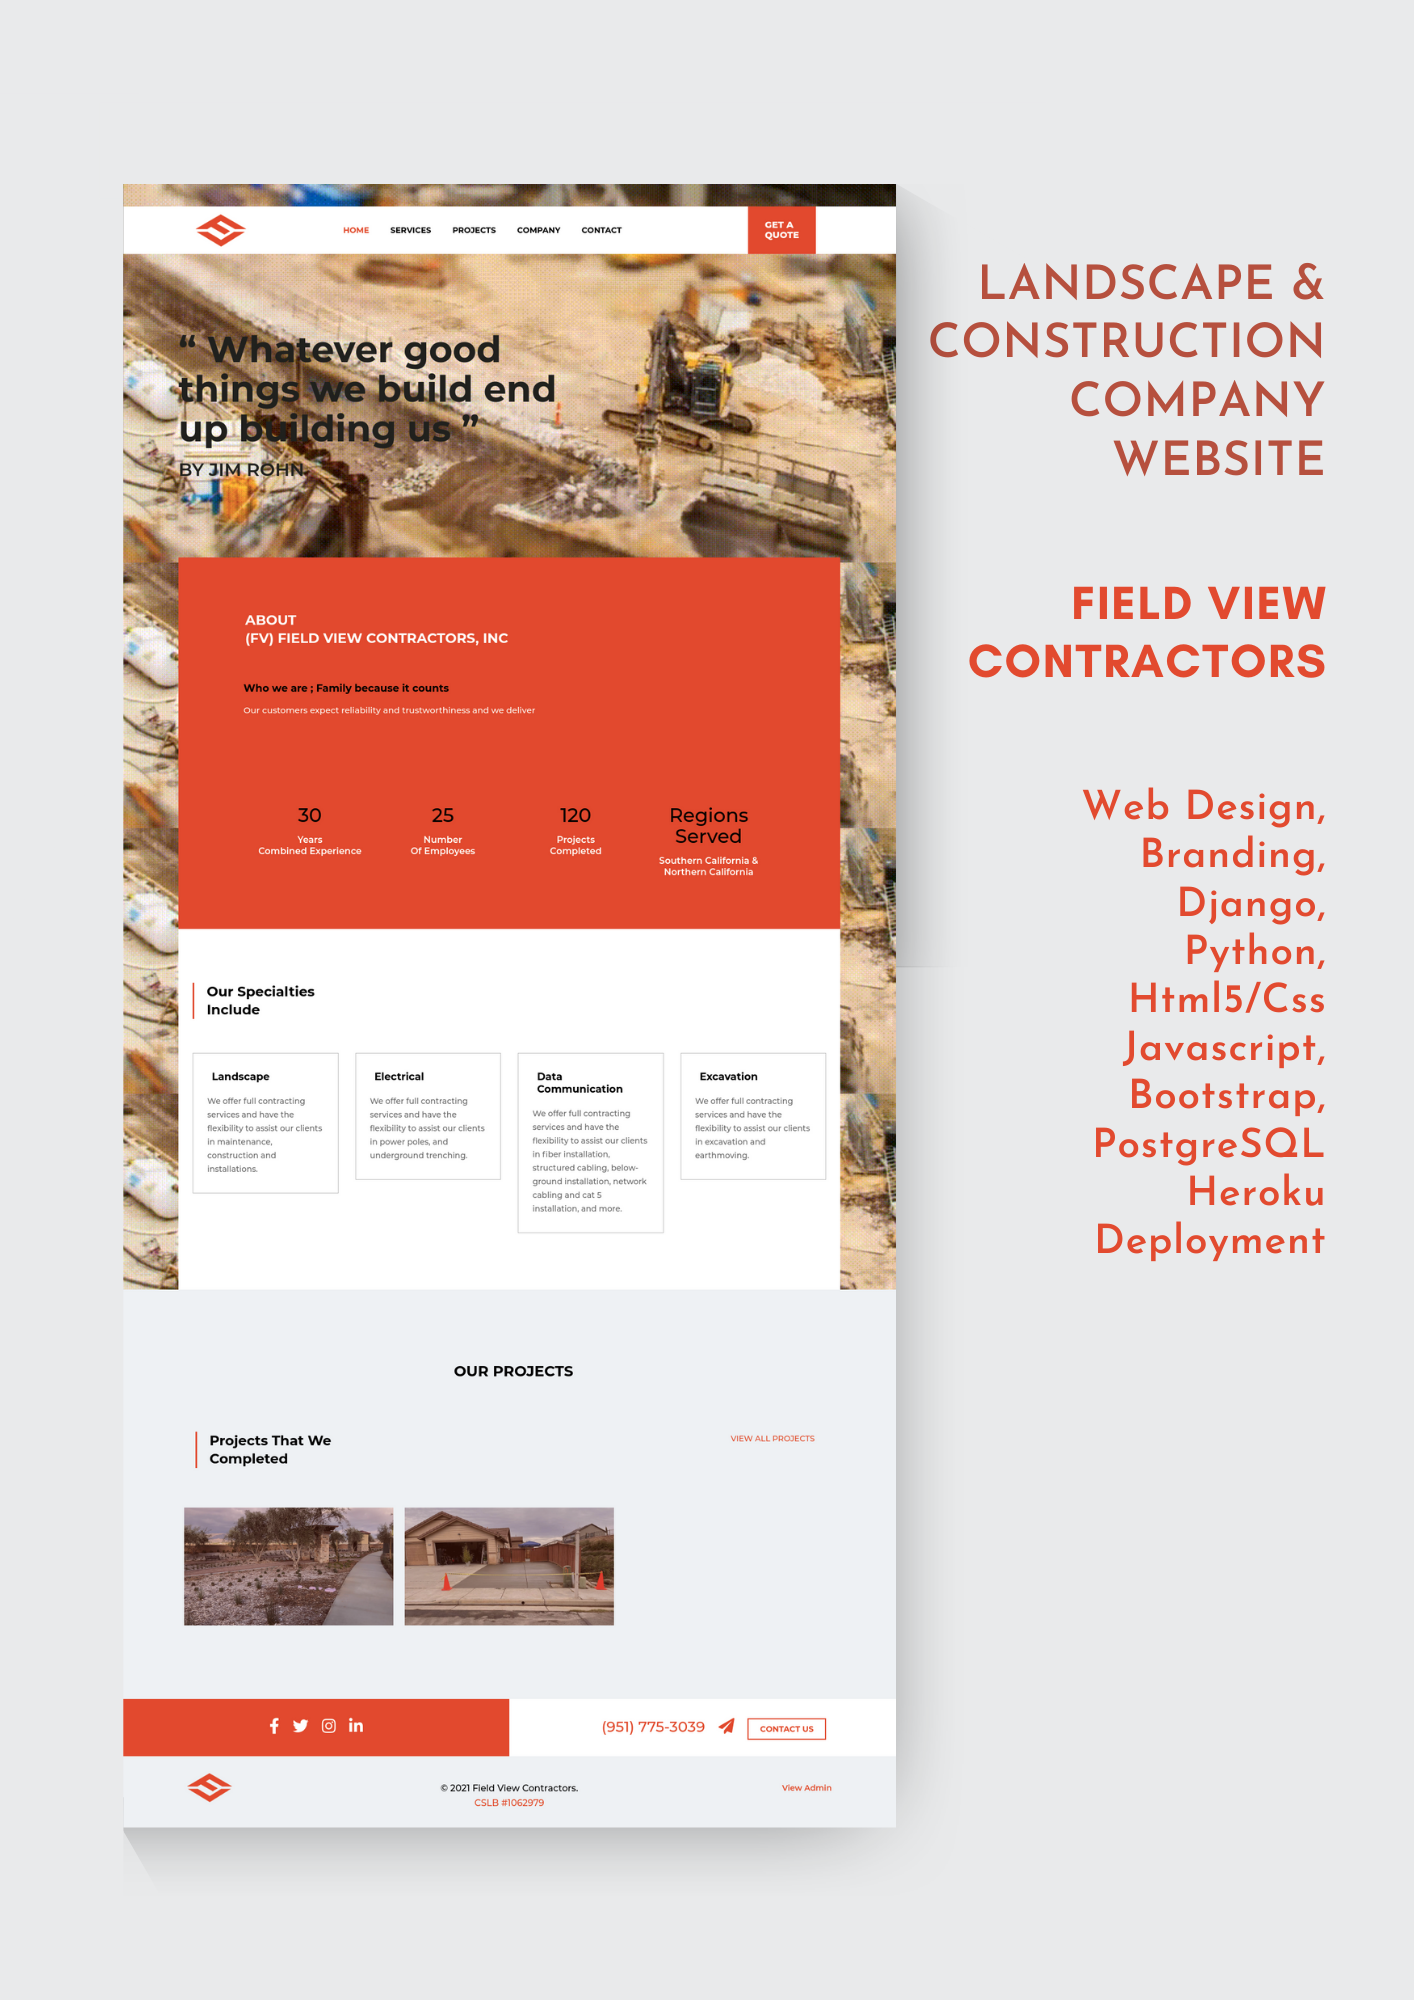 HOME SERVICES PROJECTS COMPANY CONTACT
GET A
QUOTE
“ Whatever good
things we build end
up building us ”
BY JIM ROHN.
ABOUT
(FV) FIELD VIEW CONTRACTORS, INC
Who we are ; Family because it counts
Our customers expect reliability and trustworthiness and we deliver
30
Years
Combined Experience
25
Number
Of Employees
120
Projects
Completed
Regions
Served
Southern California &
Northern California
Our Specialties
Include
Landscape
We offer full contracting
services and have the
flexibility to assist our clients
in maintenance,
construction and
installations.
Electrical
We offer full contracting
services and have the
flexibility to assist our clients
in power poles, and
underground trenching.
Data
Communication
We offer full contracting
services and have the
flexibility to assist our clients
in fiber installation,
structured cabling, below-
ground installation, network
cabling and cat 5
installation, and more.
Excavation
We offer full contracting
services and have the
flexibility to assist our clients
in excavation and
earthmoving.
OUR PROJECTS
Projects That We
Completed
VIEW ALL PROJECTS
(951) 775-3039
CONTACT US
© 2021 Field View Contractors.
CSLB #1062979
View Admin
LANDSCAPE &
CONSTRUCTION
COMPANY
WEBSITE
FIELD VIEW
CONTRACTORS
Web Design,
Branding,
Django,
Python,
Html5/Css
Javascript,
Bootstrap,
PostgreSQL
Heroku
Deployment